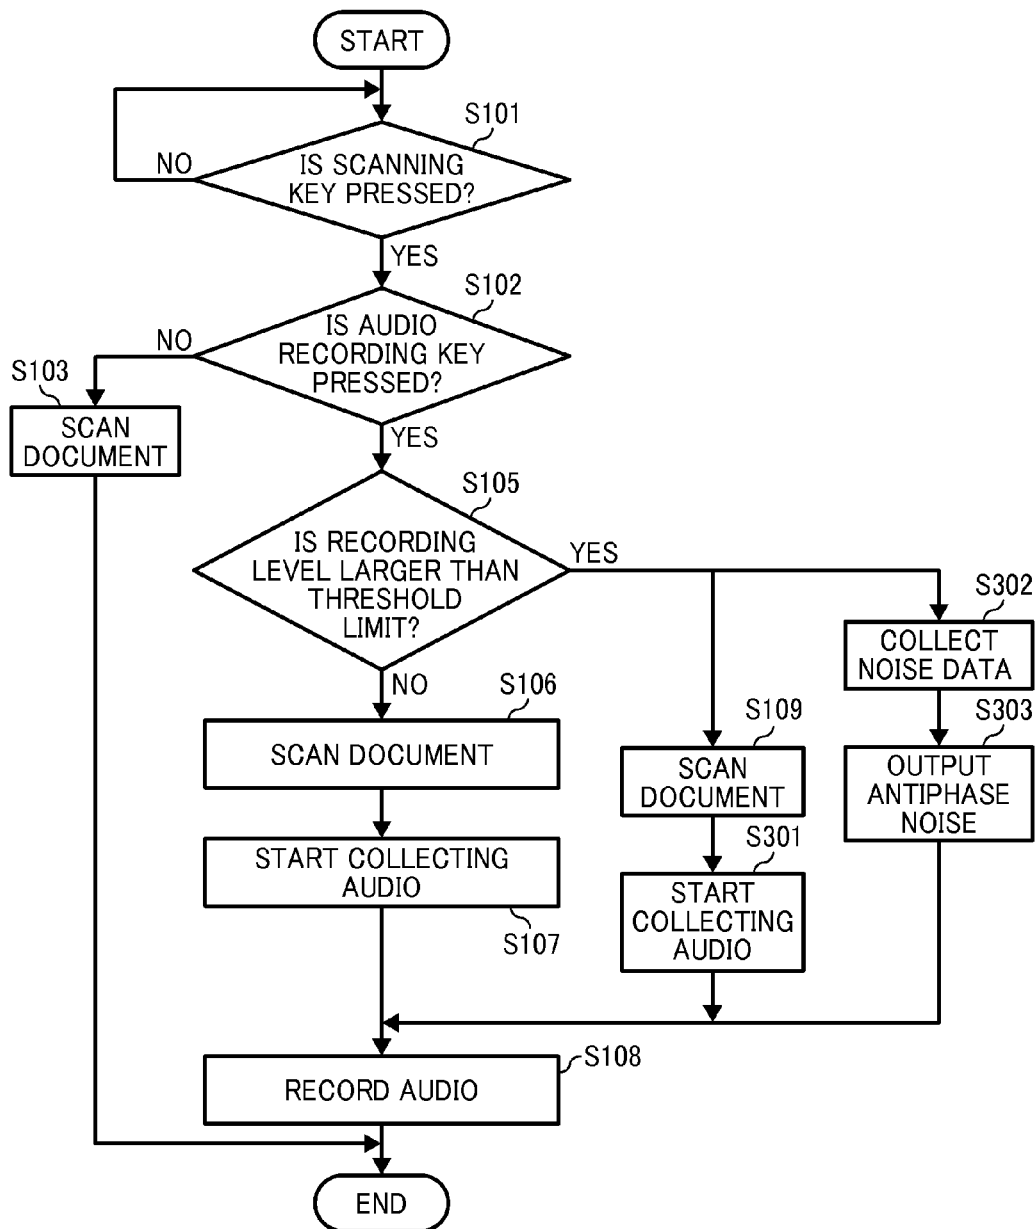 START
S101
NO
IS SCANNING
KEY PRESSED?
YES
S102
NO
IS AUDIO
RECORDING KEY
PRESSED?
S103
SCAN
DOCUMENT
YES
S105
IS RECORDING
LEVEL LARGER THAN
THRESHOLD
LIMIT?
YES
S302
COLLECT
NOISE DATA
NO
S106
SCAN DOCUMENT
S109
SCAN
DOCUMENT
S303
OUTPUT
ANTIPHASE
NOISE
START COLLECTING
AUDIO
S107
S301
START
COLLECTING
AUDIO
S108
RECORD AUDIO
END